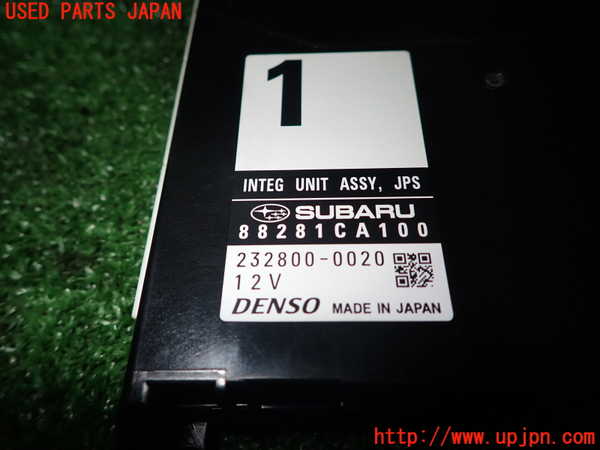 USED PARTS JAPAN
1
INTEG UNIT ASSY, JPS
SUBARU
88281CA100
232800-0020
12V
DENSO MADE IN JAPAN
http://www.upjpn.com